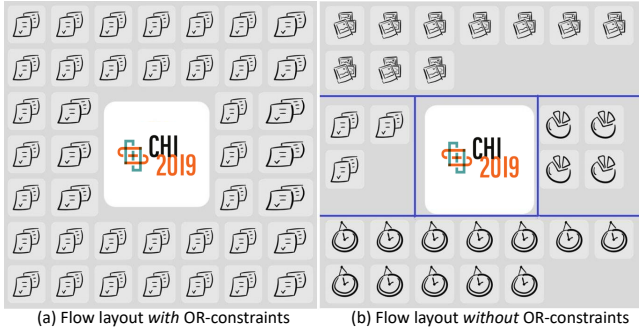 CHI
2019
CHI
2019
(a) Flow layout with OR-constraints
(b) Flow layout without OR-constraints